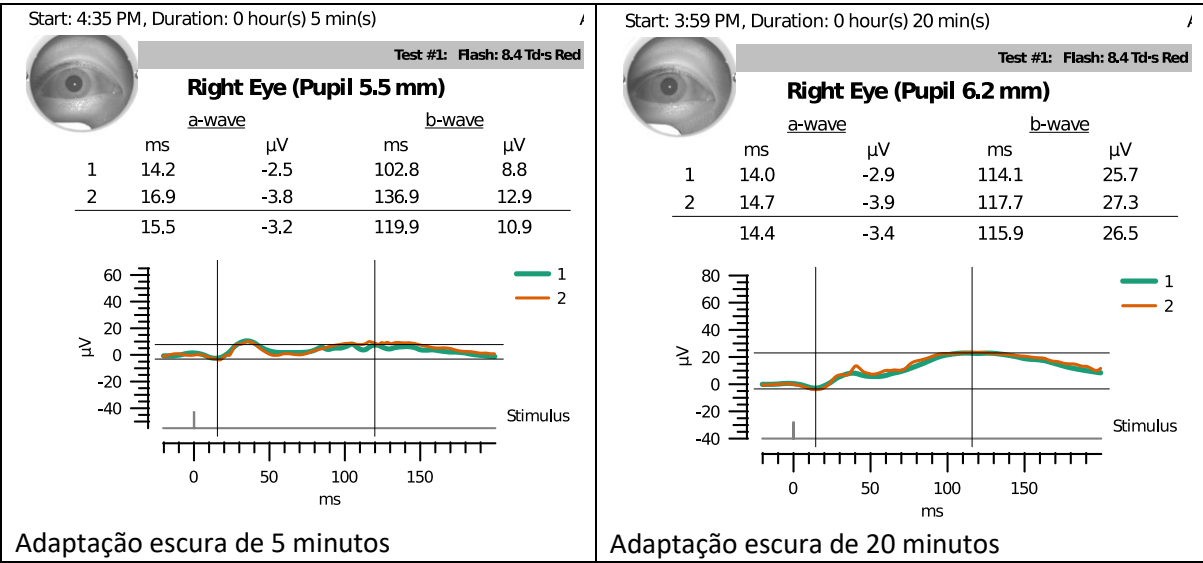 Start: 4:35 PM, Duration: 0 hour(s) 5 min(s)
Test #1: Flash: 8.4 Td·s Red
Right Eye (Pupil 5.5 mm)
a-wave b-wave
ms µV ms µV
1 14.2 -2.5 102.8 8.8
2 16.9 -3.8 136.9 12.9
15.5 -3.2 119.9 10.9
60
40
20
0
-20
-40
µV
1
2
Stimulus
0 50 100 150
ms
Adaptação escura de 5 minutos
Start: 3:59 PM, Duration: 0 hour(s) 20 min(s)
Test #1: Flash: 8.4 Td·s Red
Right Eye (Pupil 6.2 mm)
a-wave b-wave
ms µV ms µV
1 14.0 -2.9 114.1 25.7
2 14.7 -3.9 117.7 27.3
14.4 -3.4 115.9 26.5
80
60
40
20
0
-20
-40
µV
1
2
Stimulus
0 50 100 150
ms
Adaptação escura de 20 minutos